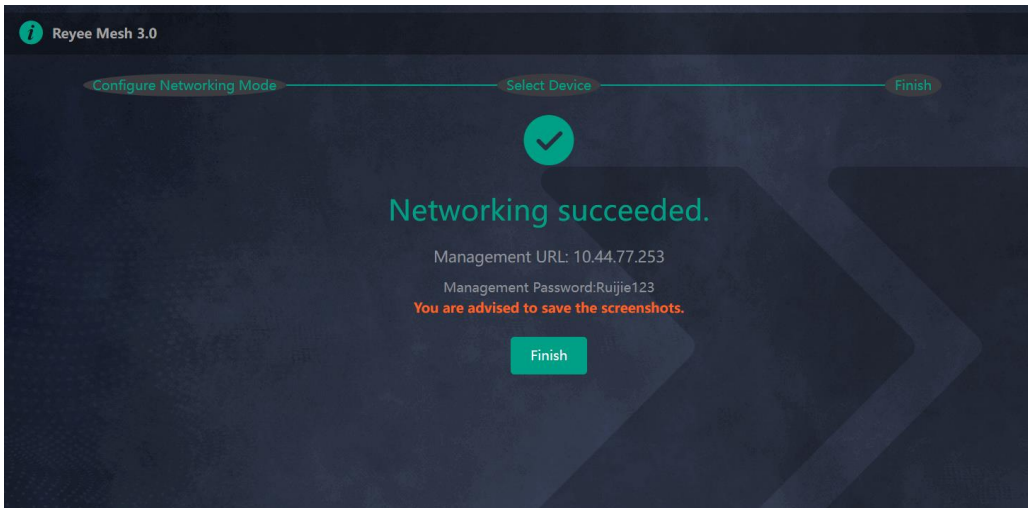 Reyee Mesh 3.0
Configure Networking Mode
Select Device
Finish
Networking succeeded.
Management URL: 10.44.77.253
Management Password:Ruijie123
You are advised to save the screenshots.
Finish